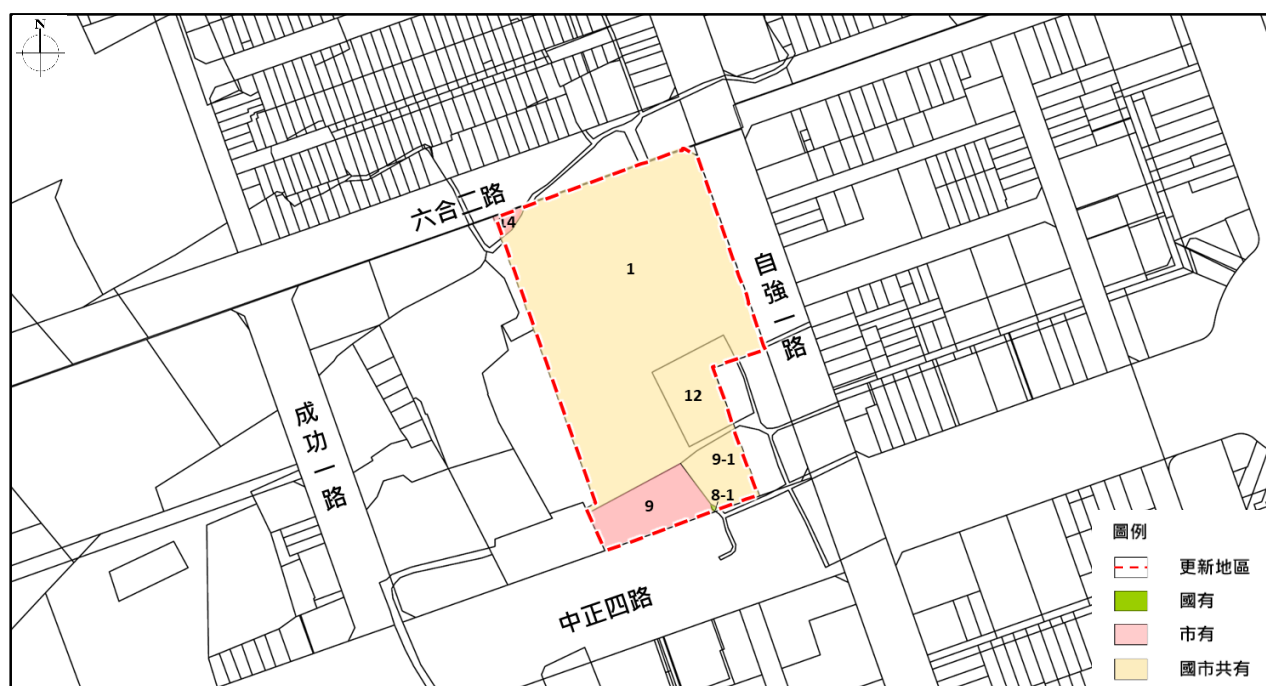 N
六合二路
14
1
自強一路
12
成功一路
9-1
8-1
9
中正四路
圖例
更新地區
國有
市有
國市共有